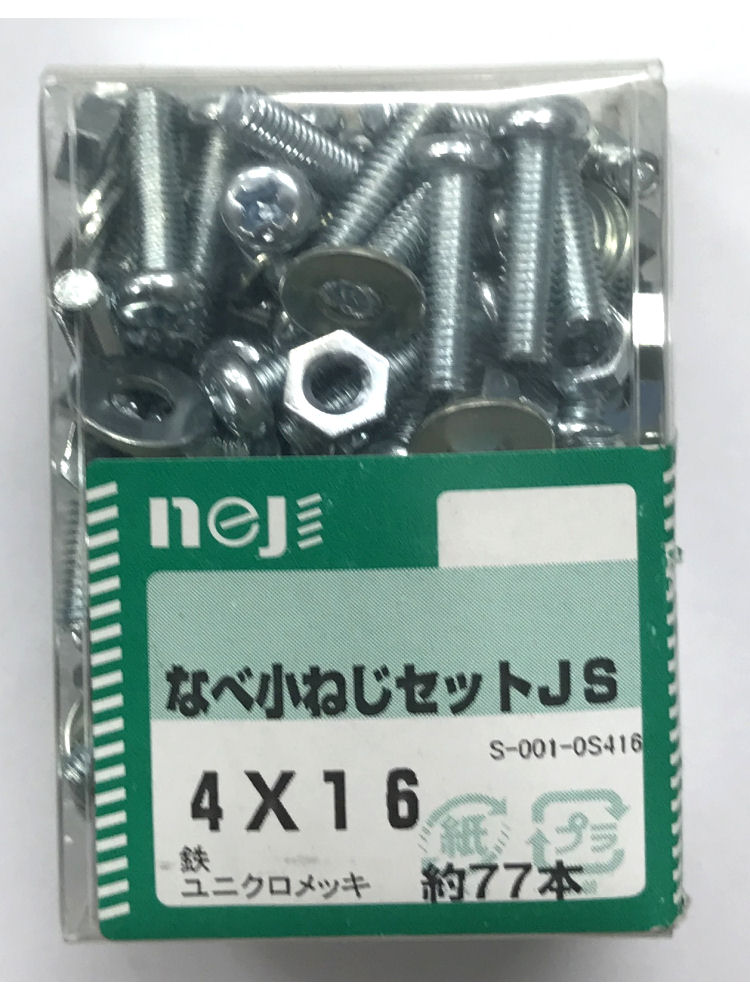 nej
なべ小ねじセットJS
S-001-0S416
4X16
鉄
ユニクロメッキ
紙
プラ
約77本